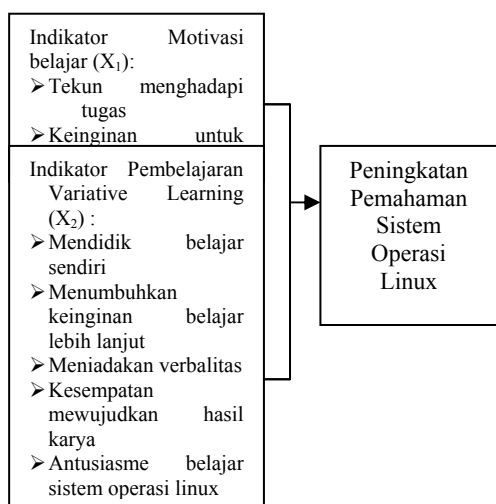 Indikator Motivasi
belajar (X₁):
➢ Tekun menghadapi
tugas
➢ Keinginan untuk
Indikator Pembelajaran
Variative Learning
(X₂) :
➢ Mendidik belajar
sendiri
➢ Menumbuhkan
keinginan belajar
lebih lanjut
➢ Meniadakan verbalitas
➢ Kesempatan
mewujudkan hasil
karya
➢ Antusiasme belajar
sistem operasi linux
Peningkatan
Pemahaman
Sistem
Operasi
Linux